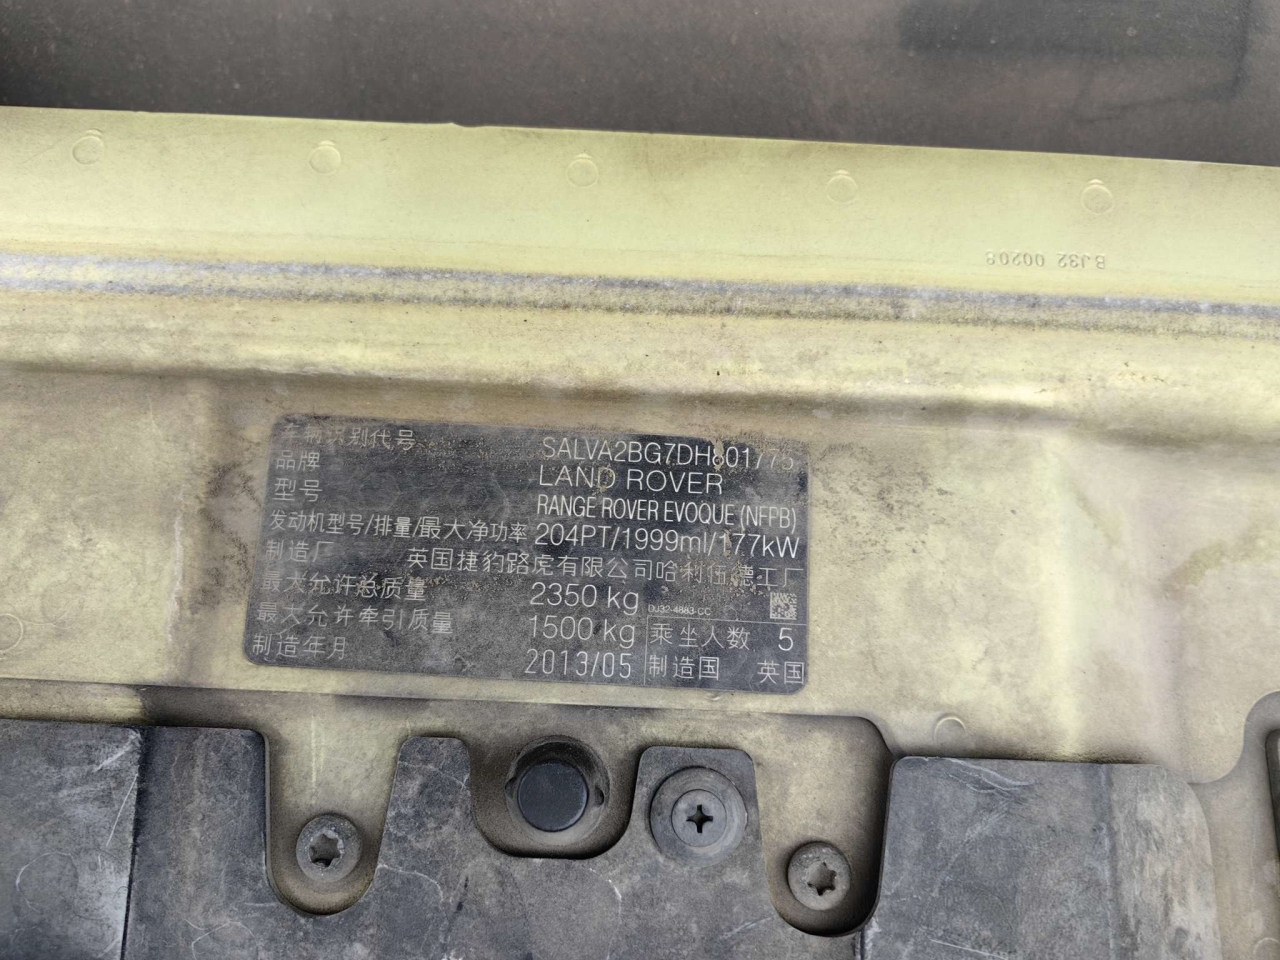 BJ32 00208
车辆识别代号 SALVA2BG7DH801775
品牌 LAND ROVER
型号 RANGE ROVER EVOQUE (NFPB)
发动机型号/排量/最大净功率 204PT/1999ml/177kW
制造厂 英国捷豹路虎有限公司哈利伍德工厂
最大允许总质量 2350 kg DU32-4883-CC
最大允许牵引质量 1500 kg 乘坐人数 5
制造年月 2013/05 制造国 英国